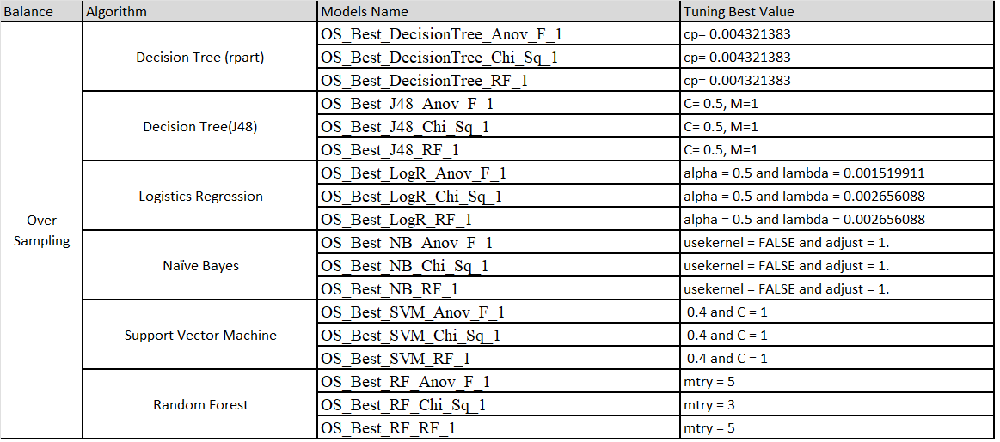 Balance Algorithm Models Name Tuning Best Value
Over
Sampling
Decision Tree (rpart)
OS_Best_DecisionTree_Anov_F_1 cp= 0.004321383
OS_Best_DecisionTree_Chi_Sq_1 cp= 0.004321383
OS_Best_DecisionTree_RF_1 cp= 0.004321383
Decision Tree(J48)
OS_Best_J48_Anov_F_1 C= 0.5, M=1
OS_Best_J48_Chi_Sq_1 C= 0.5, M=1
OS_Best_J48_RF_1 C= 0.5, M=1
Logistics Regression
OS_Best_LogR_Anov_F_1 alpha = 0.5 and lambda = 0.001519911
OS_Best_LogR_Chi_Sq_1 alpha = 0.5 and lambda = 0.002656088
OS_Best_LogR_RF_1 alpha = 0.5 and lambda = 0.002656088
Naïve Bayes
OS_Best_NB_Anov_F_1 usekernel = FALSE and adjust = 1.
OS_Best_NB_Chi_Sq_1 usekernel = FALSE and adjust = 1.
OS_Best_NB_RF_1 usekernel = FALSE and adjust = 1.
Support Vector Machine
OS_Best_SVM_Anov_F_1 0.4 and C = 1
OS_Best_SVM_Chi_Sq_1 0.4 and C = 1
OS_Best_SVM_RF_1 0.4 and C = 1
Random Forest
OS_Best_RF_Anov_F_1 mtry = 5
OS_Best_RF_Chi_Sq_1 mtry = 3
OS_Best_RF_RF_1 mtry = 5